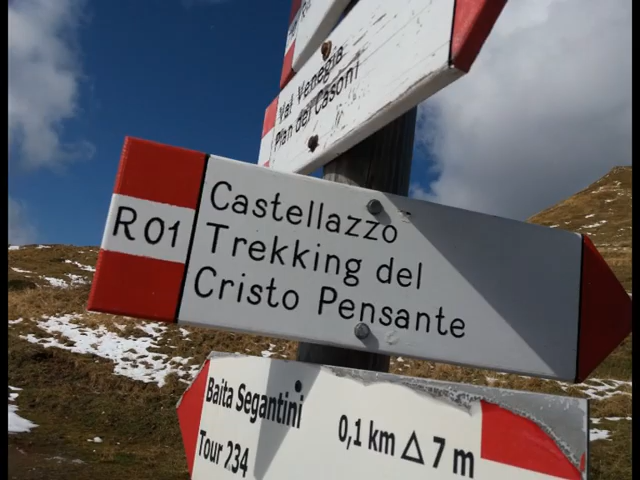 Val Venegia
Pian dei Casoni
R01
Castellazzo
Trekking del
Cristo Pensante
Baita Segantini
0,1 km Δ 7 m
Tour 234